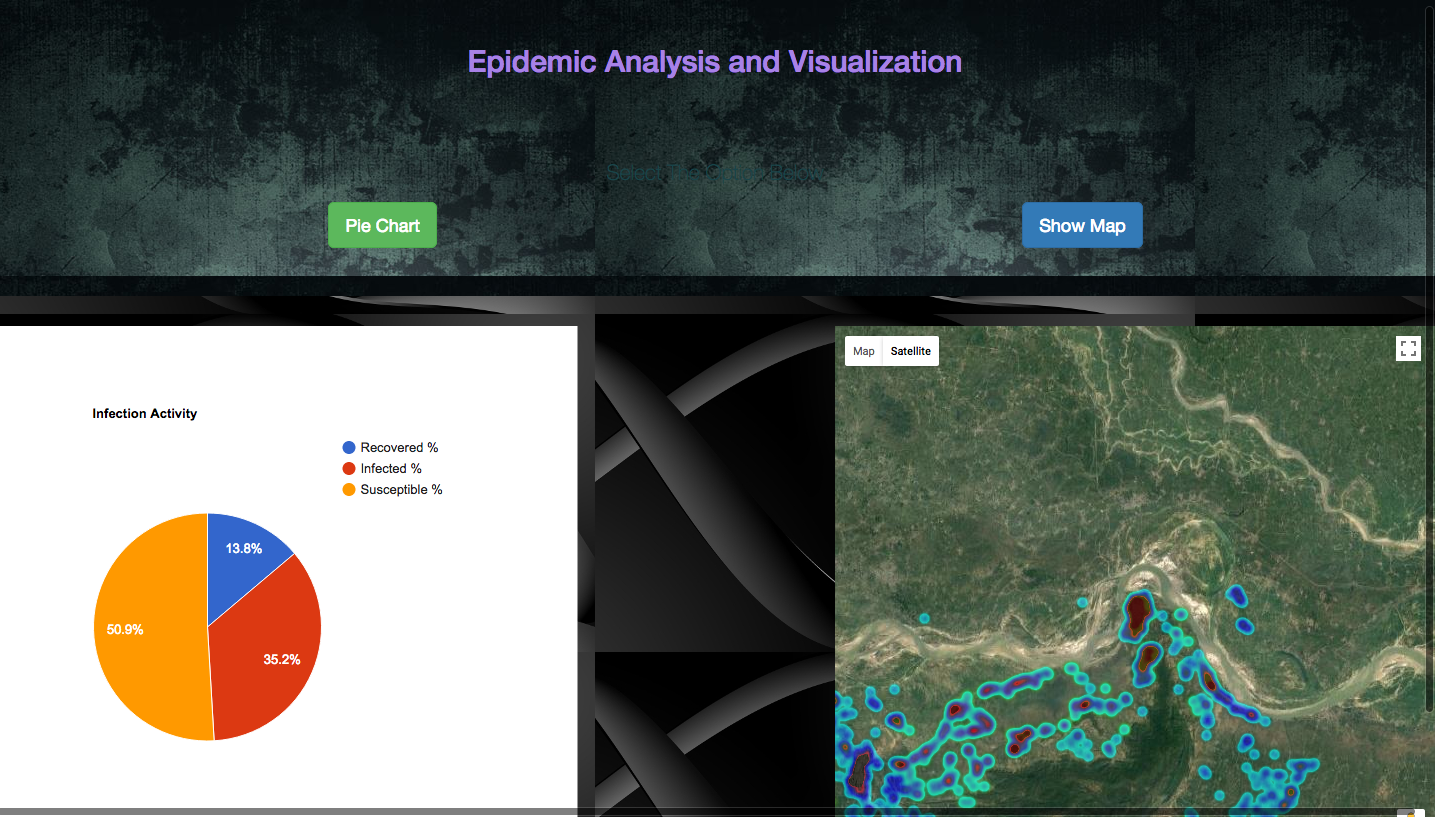 Epidemic Analysis and Visualization
Select
Pie Chart
Show Map
Map
Satellite
Infection Activity
Recovered %
Infected %
Susceptible %
13.8%
50.9%
35.2%